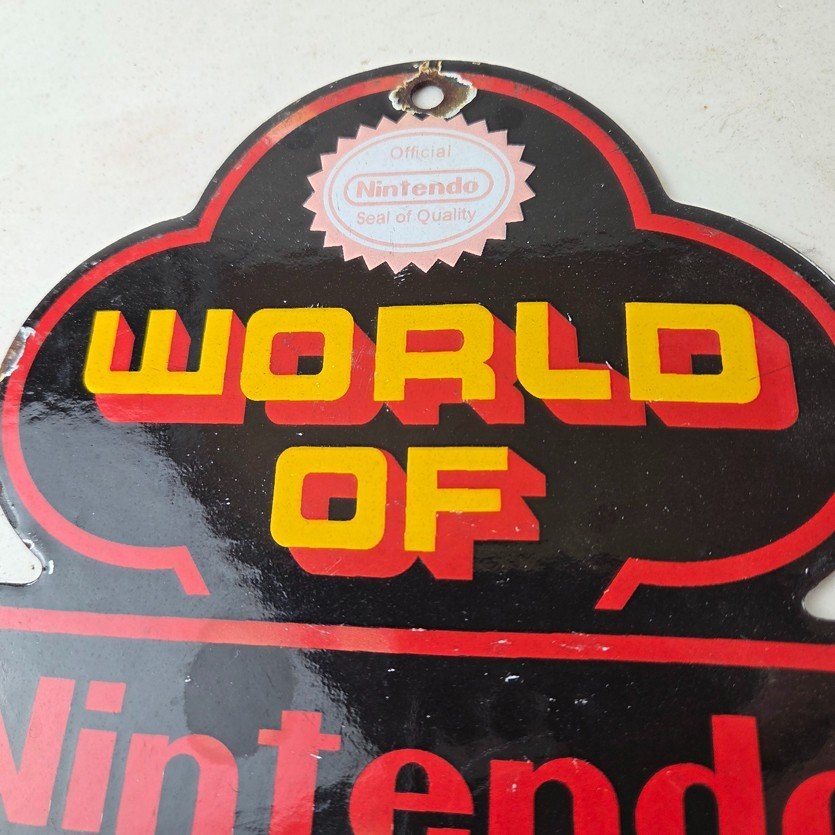 Official
Nintendo
Seal of Quality
WORLD
OF
Nintendo